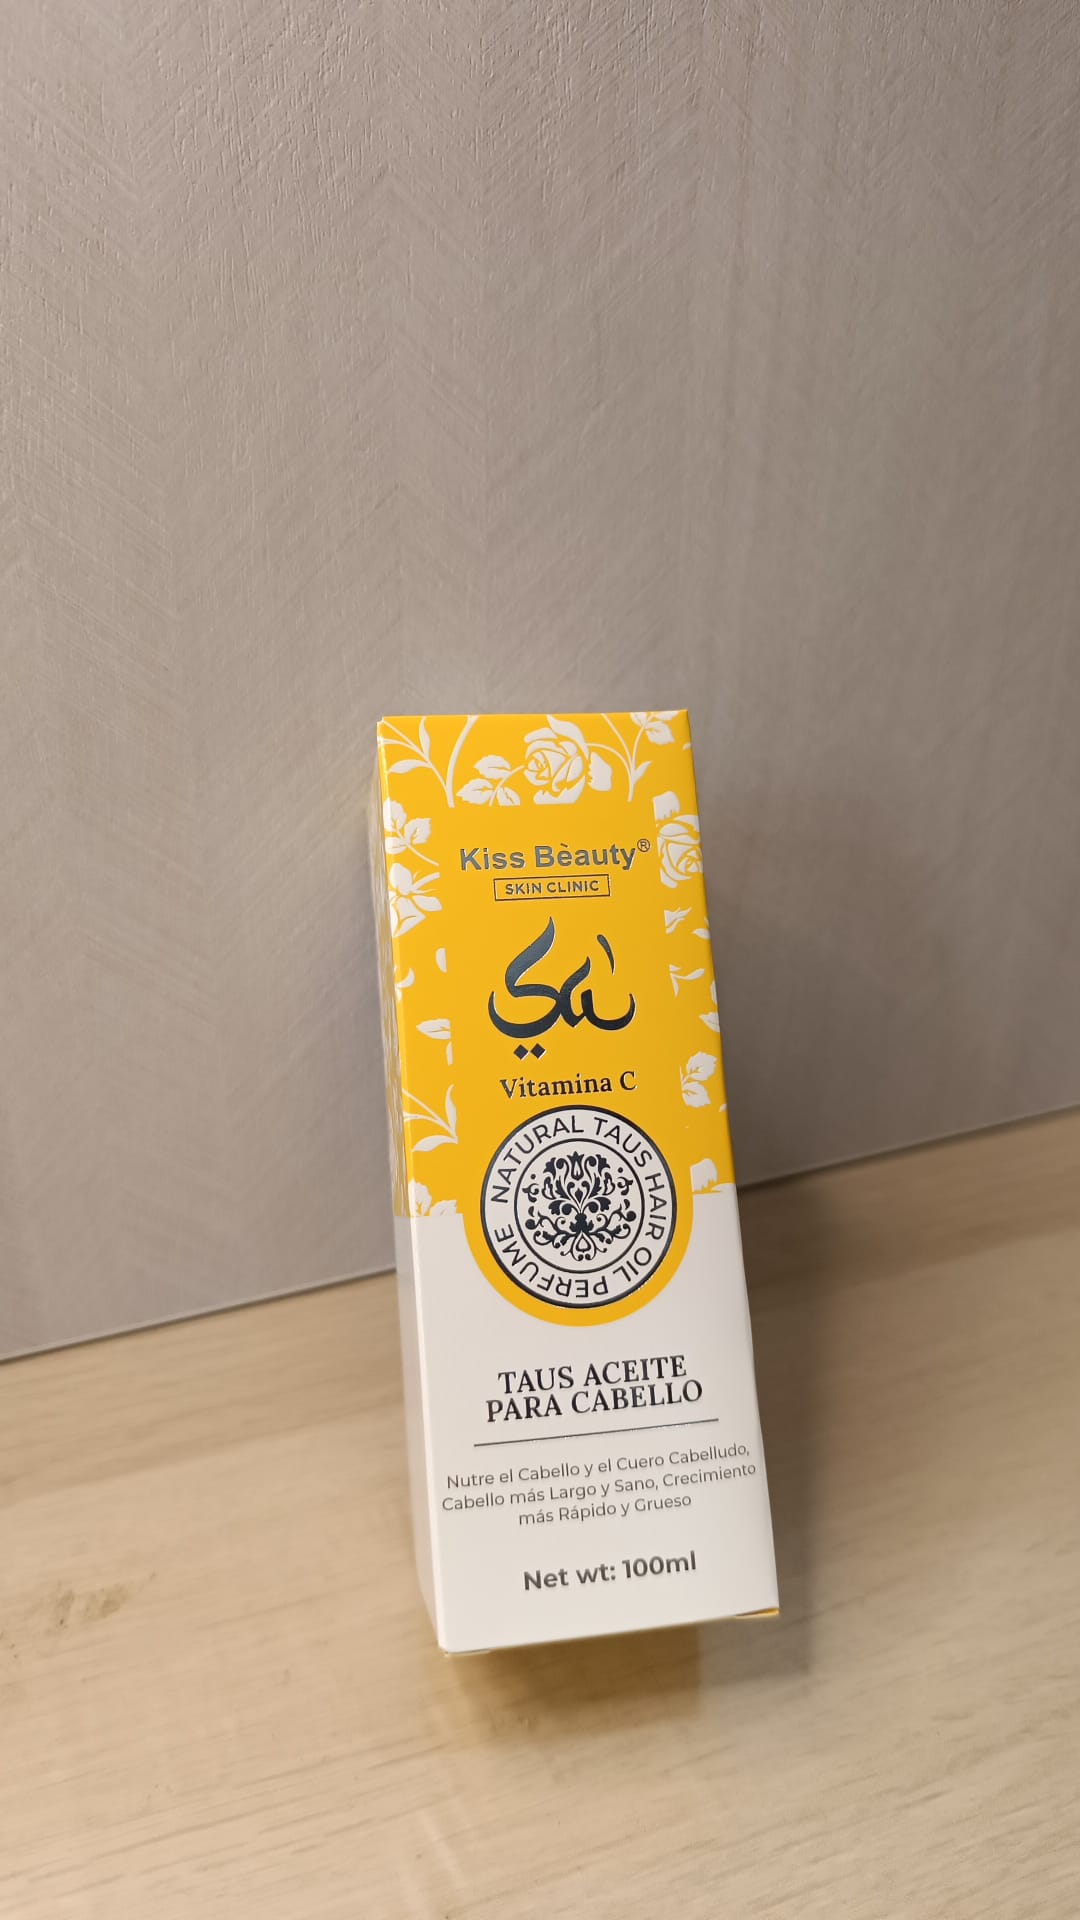 Kiss Bèauty®
SKIN CLINIC
Sa'
Vitamina C
NATURAL TAUS HAIR OIL PERFUME
TAUS ACEITE
PARA CABELLO
Nutre el Cabello y el Cuero Cabelludo,
Cabello más Largo y Sano, Crecimiento
más Rápido y Grueso
Net wt: 100ml